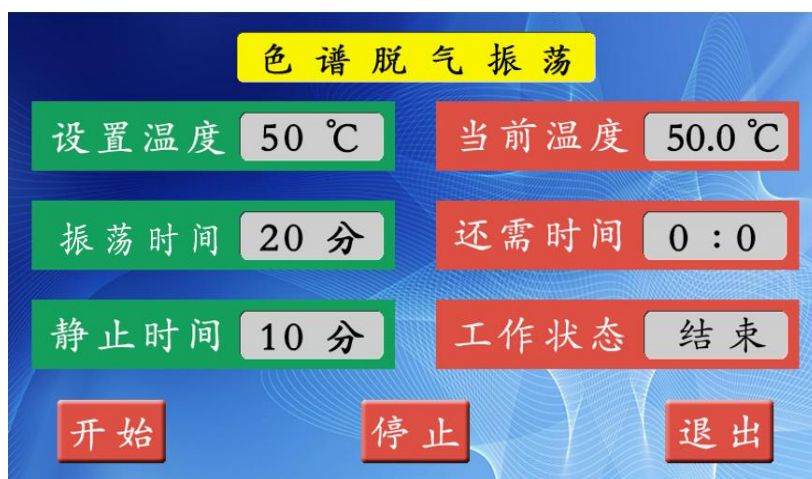 色谱脱气振荡
设置温度 50 ℃ 当前温度 50.0 ℃
振荡时间 20 分 还需时间 0 : 0
静止时间 10 分 工作状态 结束
开始 停止 退出